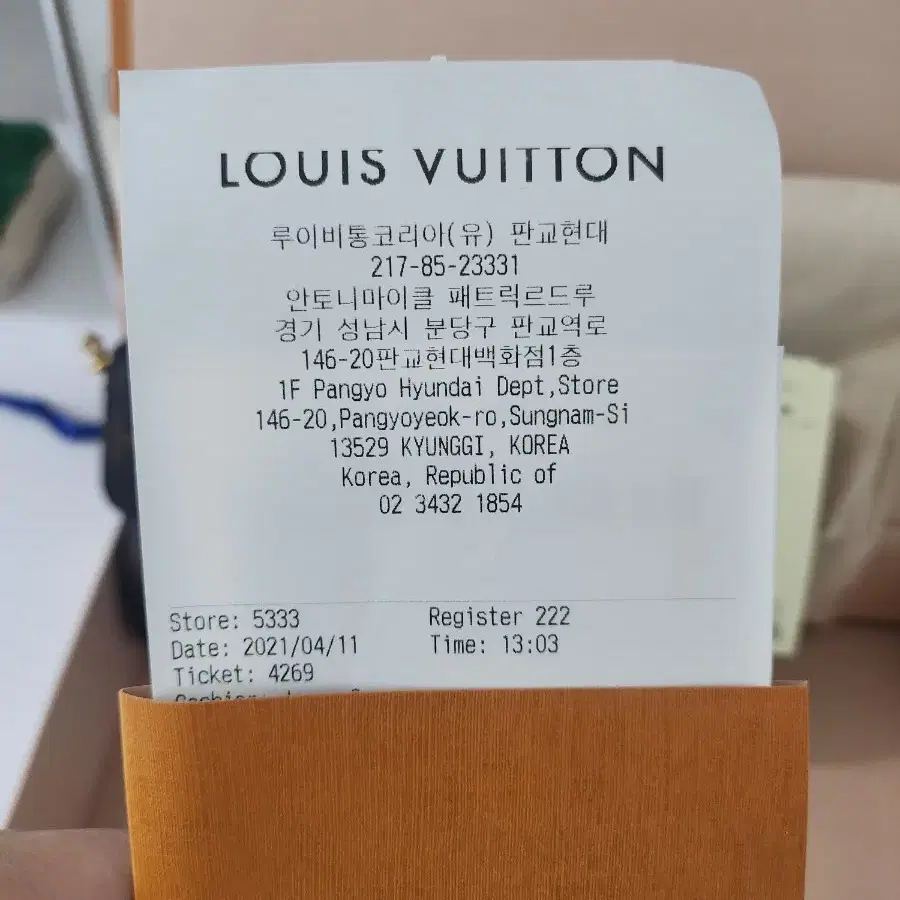 LOUIS VUITTON
루이비통코리아(유) 판교현대
217-85-23331
안토니마이클 패트릭르드루
경기 성남시 분당구 판교역로
146-20판교현대백화점1층
1F Pangyo Hyundai Dept,Store
146-20,Pangyoyeok-ro,Sungnam-Si
13529 KYUNGGI, KOREA
Korea, Republic of
02 3432 1854
Store: 5333 Register 222
Date: 2021/04/11 Time: 13:03
Ticket: 4269